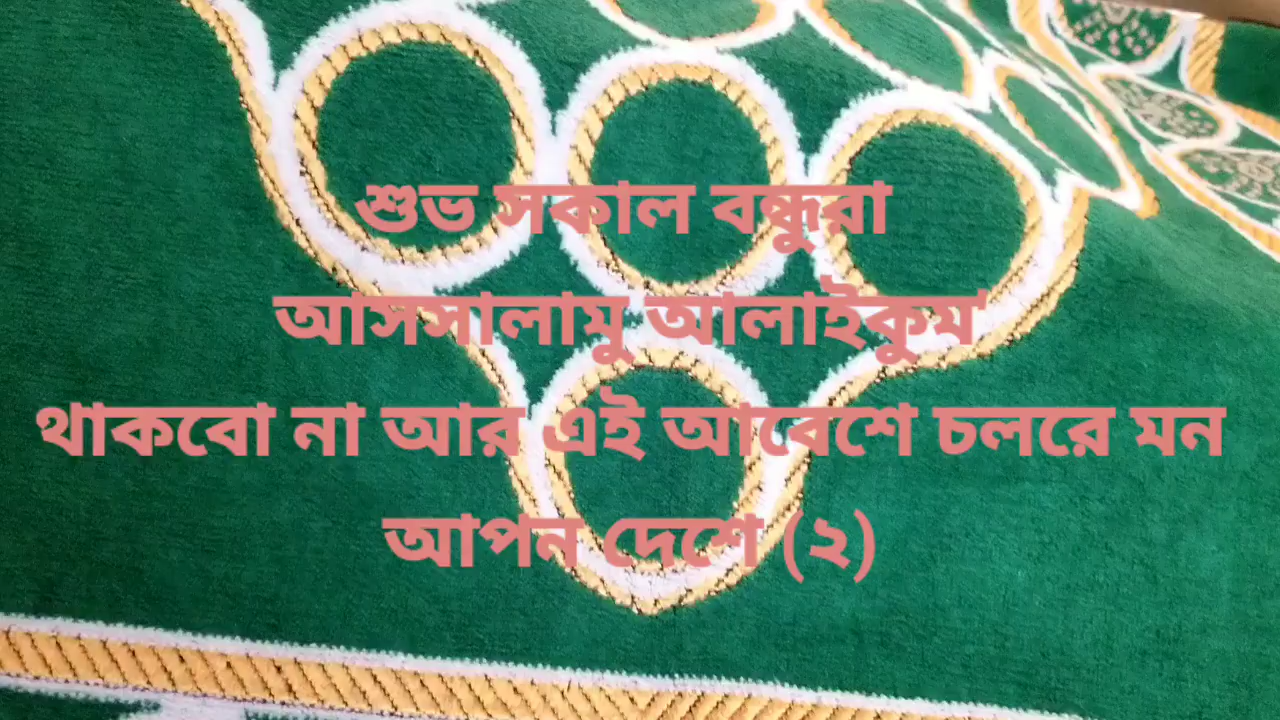 শুভ সকাল বন্ধুরা
আসসালামু আলাইকুম'
থাকবো না আর এই আবেশে চলরে মন
আপন দেশে (২)